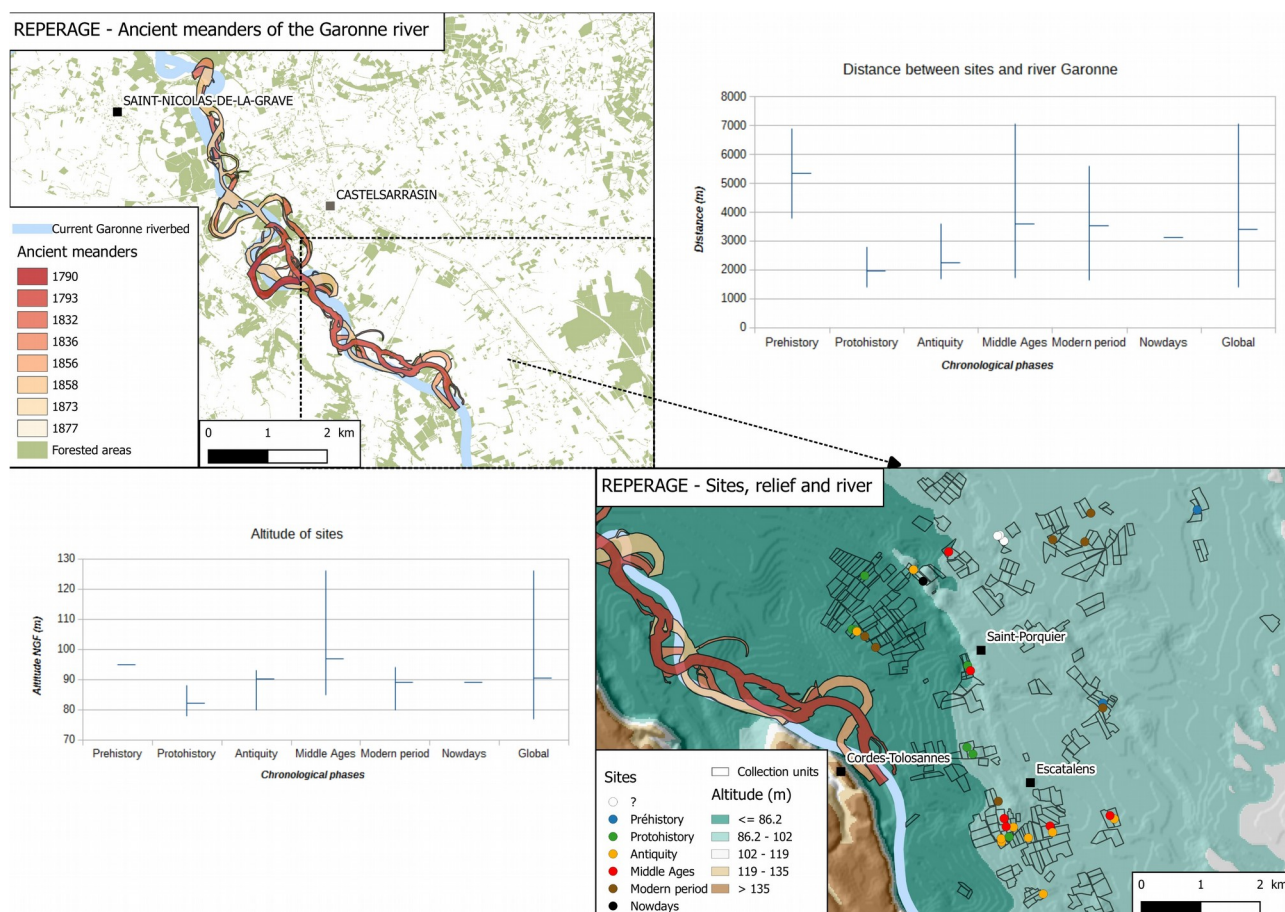 REPERAGE - Ancient meanders of the Garonne river
SAINT-NICOLAS-DE-LA-GRAVE
CASTELSARRASIN
Current Garonne riverbed
Ancient meanders
1790
1793
1832
1836
1856
1858
1873
1877
Forested areas
0 1 2 km
Distance between sites and river Garonne
Distance (m)
8000
7000
6000
5000
4000
3000
2000
1000
0
Prehistory Protohistory Antiquity Middle Ages Modern period Nowdays Global
Chronological phases
Altitude of sites
Altitude NGF (m)
130
120
110
100
90
80
70
Prehistory Protohistory Antiquity Middle Ages Modern period Nowdays Global
Chronological phases
REPERAGE - Sites, relief and river
Saint-Porquier
Cordes-Tolosannes
Escatalens
Sites
?
Préhistory
Protohistory
Antiquity
Middle Ages
Modern period
Nowdays
Collection units
Altitude (m)
<= 86.2
86.2 - 102
102 - 119
119 - 135
> 135
0 1 2 km